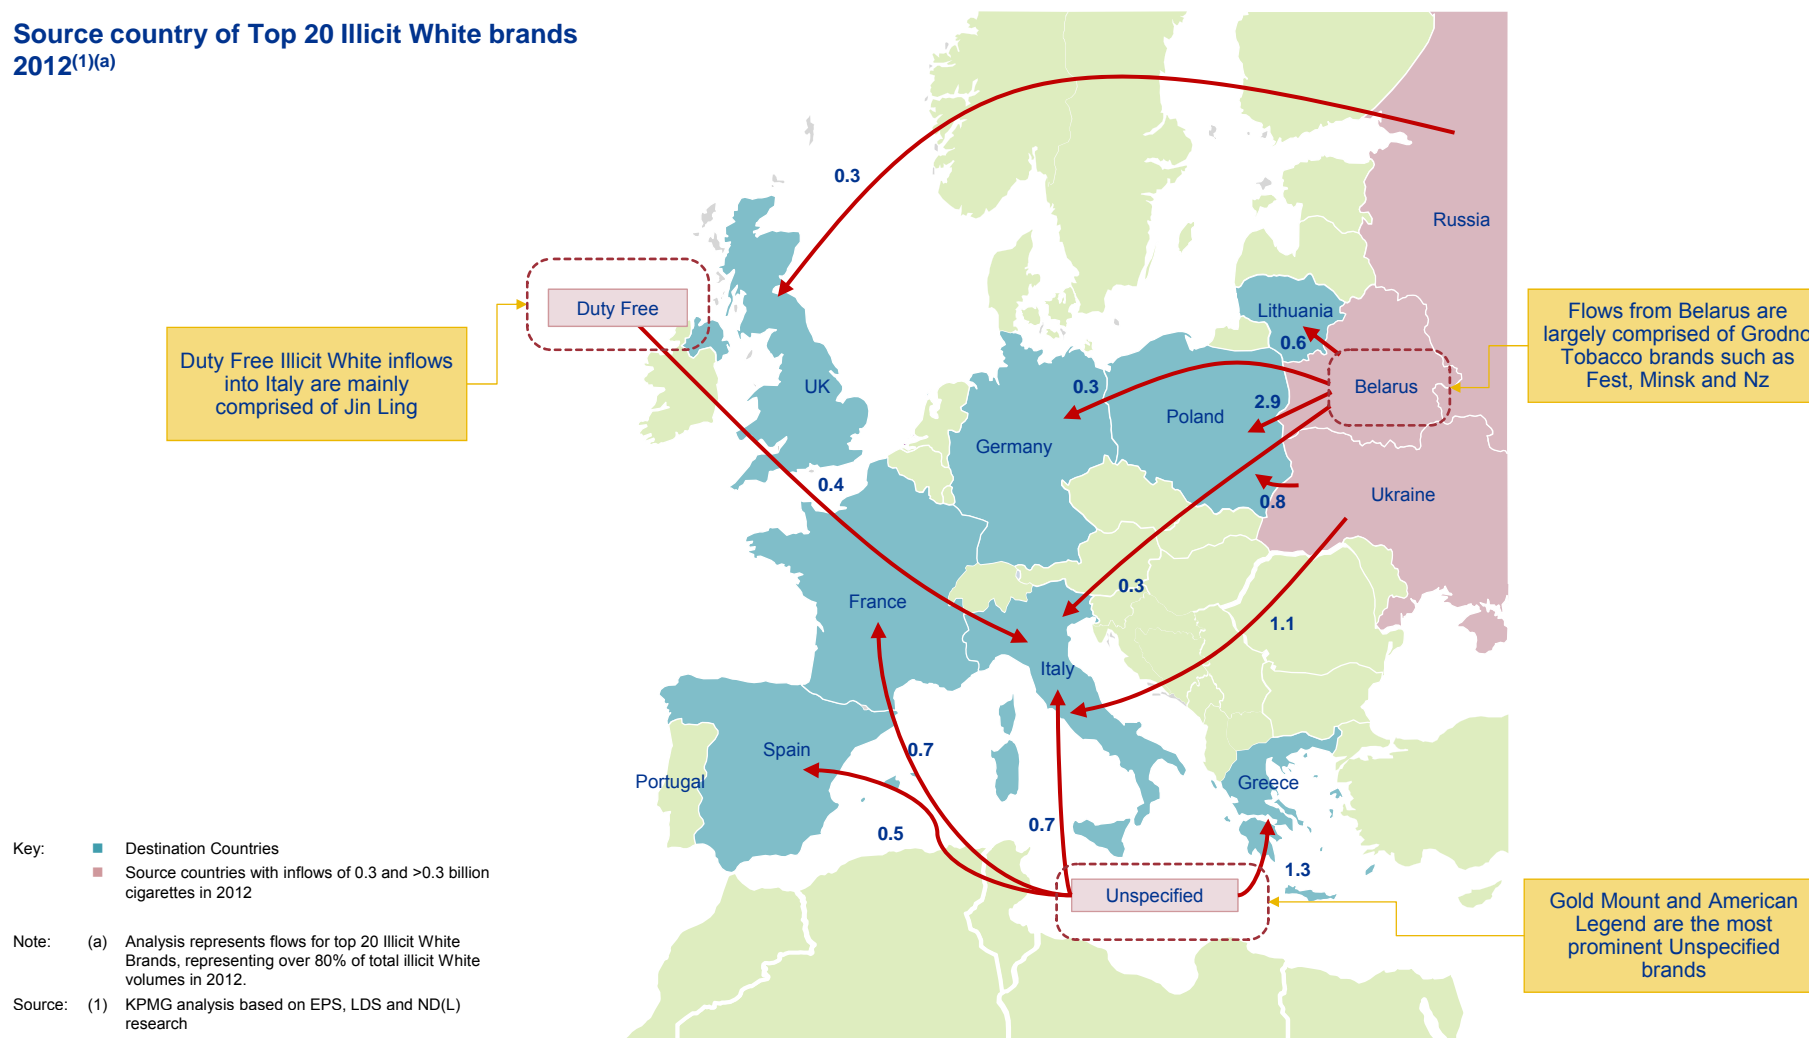 Source country of Top 20 Illicit White brands
2012(1)(a)
0.3
Russia
Duty Free
Lithuania
0.6
Flows from Belarus are
largely comprised of Grodno
Tobacco brands such as
Fest, Minsk and Nz
Duty Free Illicit White inflows
into Italy are mainly
comprised of Jin Ling
UK
0.3
Belarus
2.9
Poland
Germany
0.4
Ukraine
0.8
0.3
France
1.1
Italy
0.7
Spain
Portugal
Greece
0.5
0.7
1.3
Unspecified
Gold Mount and American
Legend are the most
prominent Unspecified
brands
Key:
Destination Countries
Source countries with inflows of 0.3 and >0.3 billion
cigarettes in 2012
Note: (a) Analysis represents flows for top 20 Illicit White
Brands, representing over 80% of total illicit White
volumes in 2012.
Source: (1) KPMG analysis based on EPS, LDS and ND(L)
research